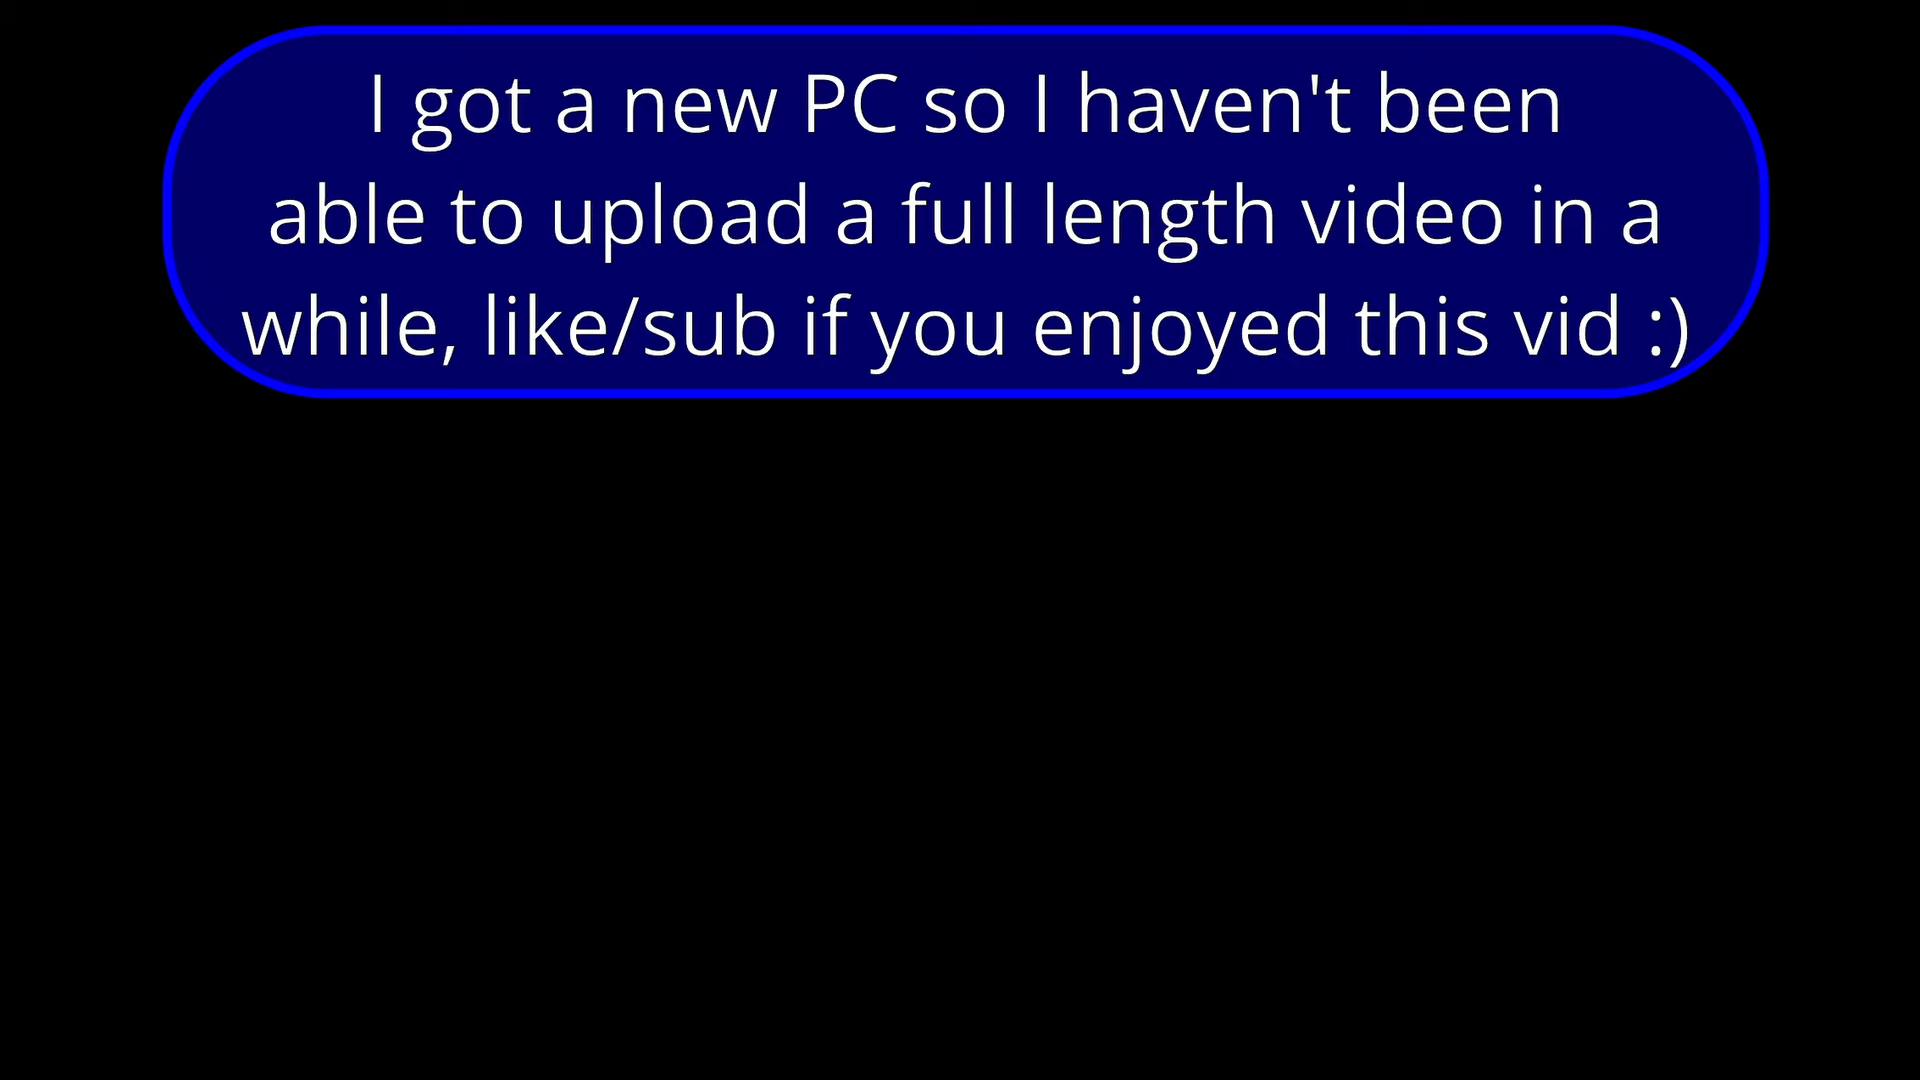 I got a new PC so I haven't been
able to upload a full length video in a
while, like/sub if you enjoyed this vid :)